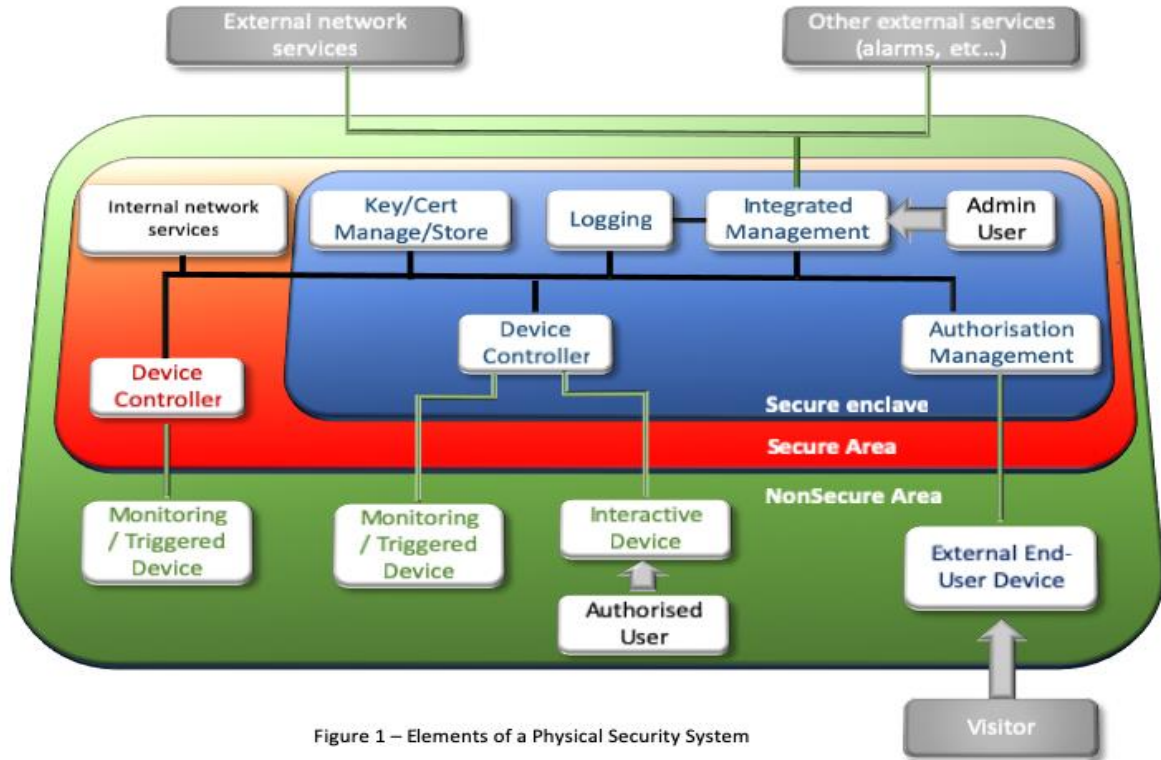 External network
services
Other external services
(alarms, etc...)
Internal network
services
Key/Cert
Manage/Store
Logging
Integrated
Management
Admin
User
Device
Controller
Authorisation
Management
Device
Controller
Secure enclave
Secure Area
NonSecure Area
Monitoring
/ Triggered
Device
Monitoring
/ Triggered
Device
Interactive
Device
External End-
User Device
Authorised
User
Visitor
Figure 1 – Elements of a Physical Security System